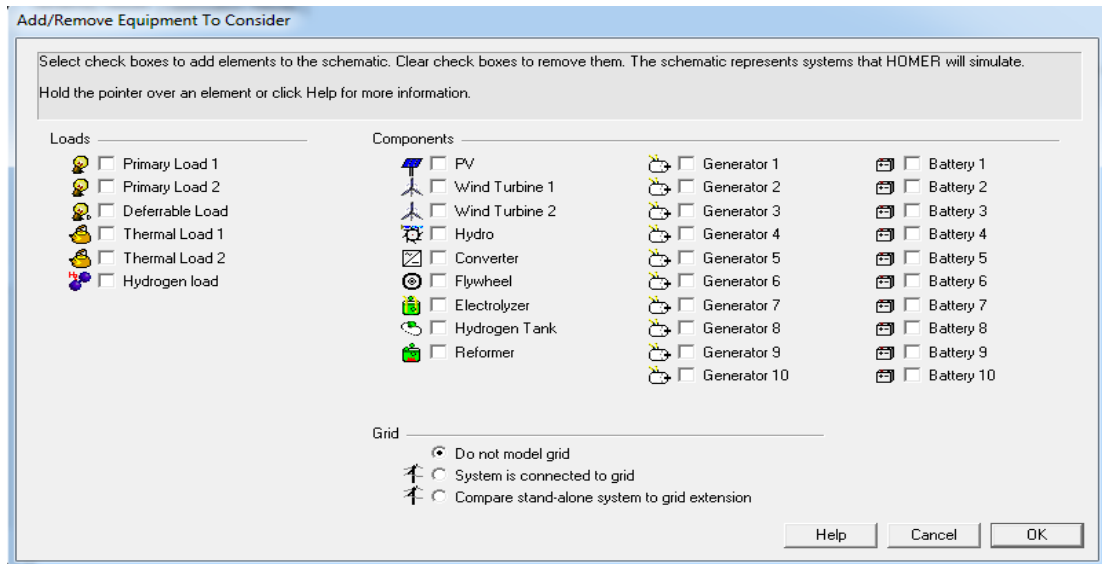 Add/Remove Equipment To Consider
Select check boxes to add elements to the schematic. Clear check boxes to remove them. The schematic represents systems that HOMER will simulate.
Hold the pointer over an element or click Help for more information.
Loads
Primary Load 1
Primary Load 2
Deferrable Load
Thermal Load 1
Thermal Load 2
Hydrogen load
Components
PV
Wind Turbine 1
Wind Turbine 2
Hydro
Converter
Flywheel
Electrolyzer
Hydrogen Tank
Reformer
Generator 1
Generator 2
Generator 3
Generator 4
Generator 5
Generator 6
Generator 7
Generator 8
Generator 9
Generator 10
Battery 1
Battery 2
Battery 3
Battery 4
Battery 5
Battery 6
Battery 7
Battery 8
Battery 9
Battery 10
Grid
Do not model grid
System is connected to grid
Compare stand-alone system to grid extension
Help
Cancel
OK